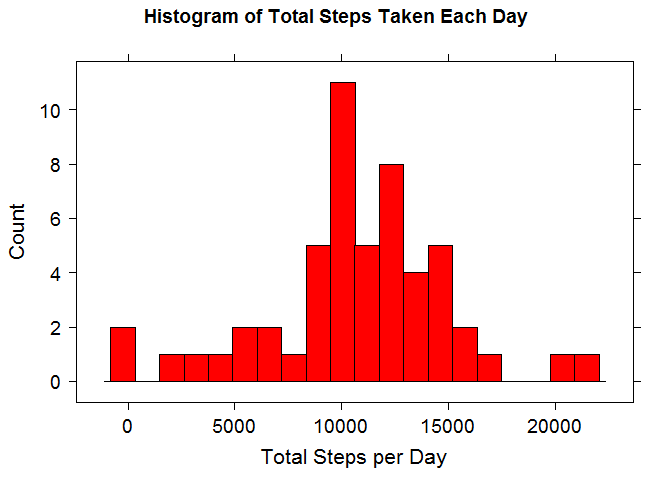 Histogram of Total Steps Taken Each Day
10
8
6
4
2
0
Count
0 5000 10000 15000 20000
Total Steps per Day